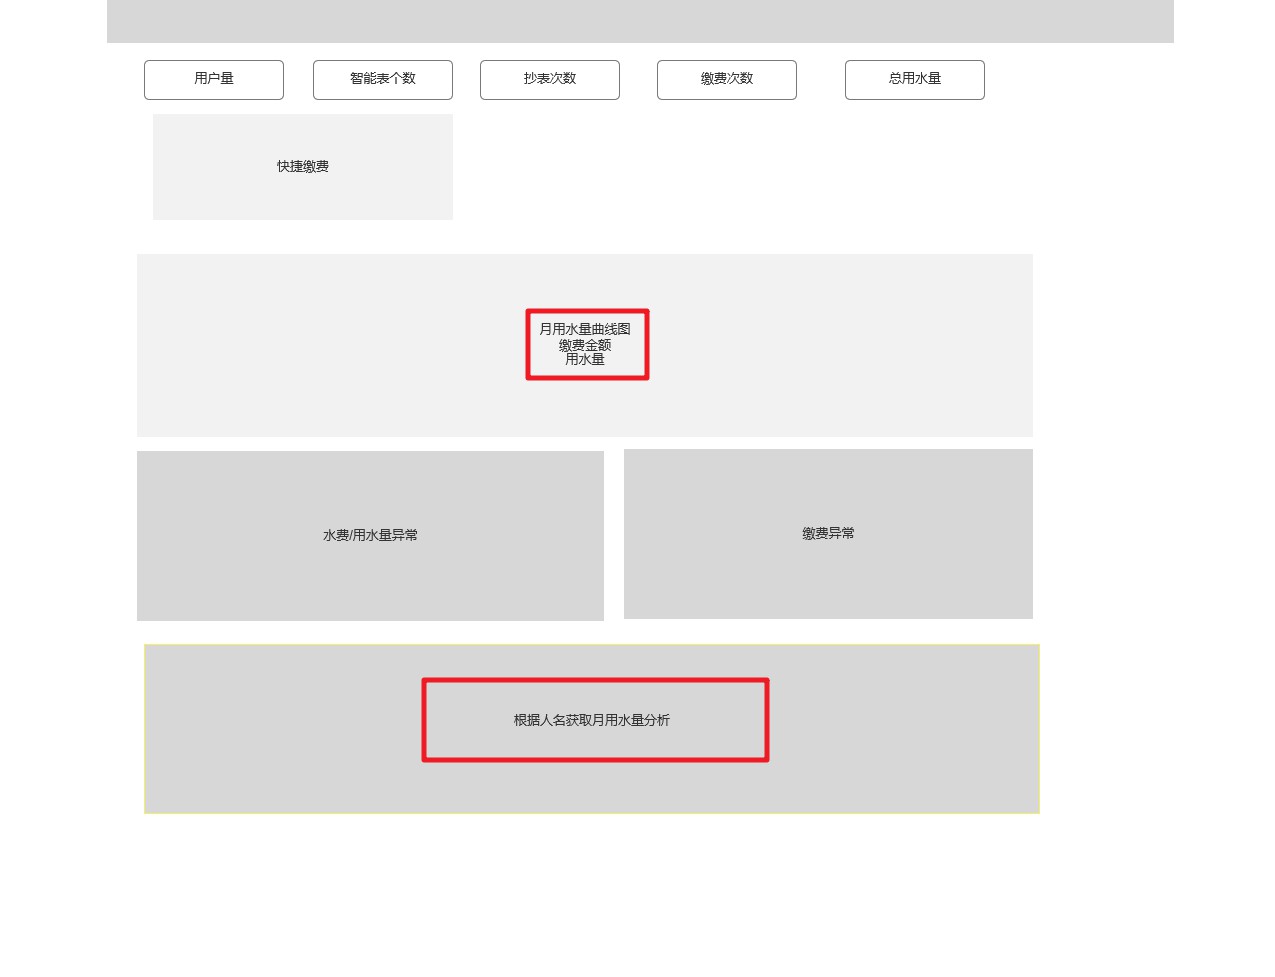 用户量
智能表个数
抄表次数
缴费次数
总用水量
快捷缴费
月用水量曲线图
缴费金额
用水量
水费/用水量异常
缴费异常
根据人名获取月用水量分析